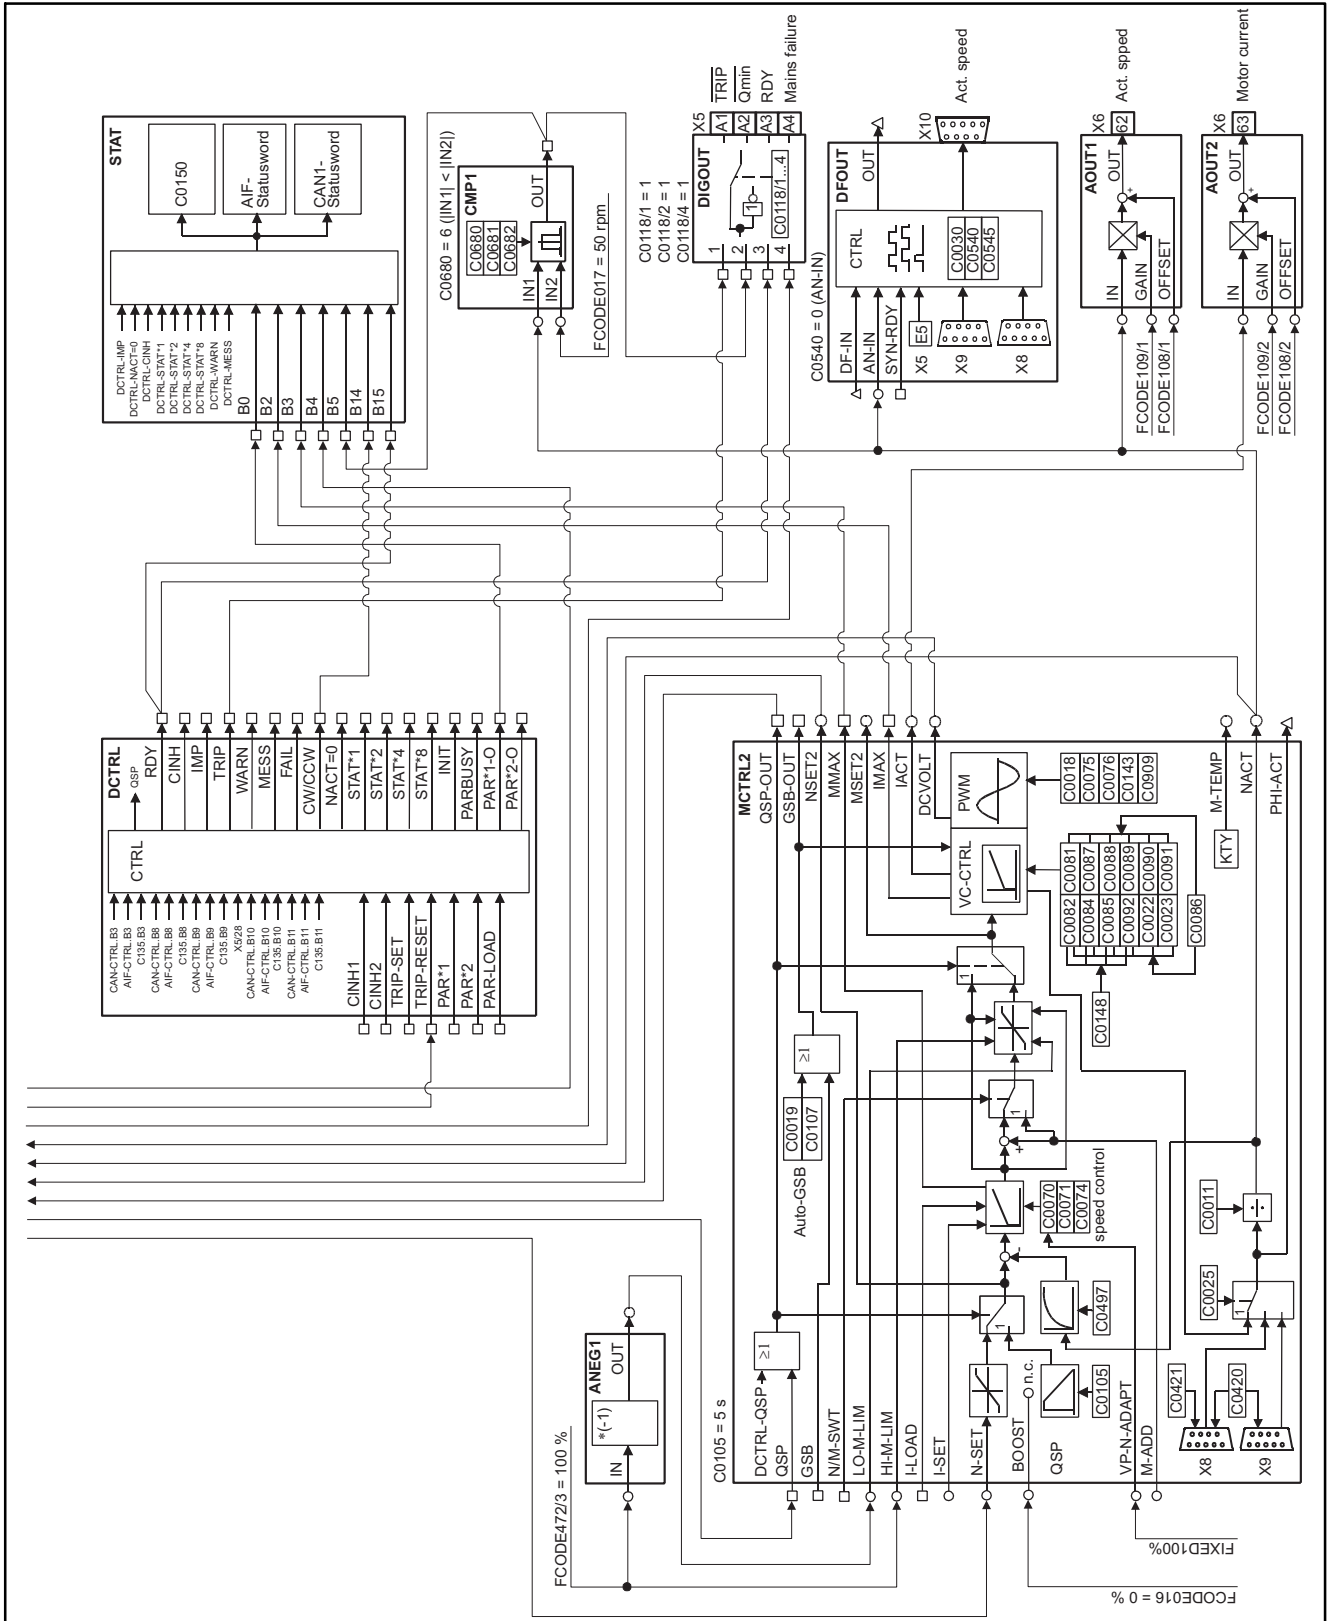 STAT
C0150
AIF-
Statusword
CAN1-
Statusword
DCTRL-IMP
DCTRL-NACT=0
DCTRL-CINH
DCTRL-STAT*1
DCTRL-STAT*2
DCTRL-STAT*4
DCTRL-STAT*8
DCTRL-WARN
DCTRL-MESS
B0
B2
B3
B4
B5
B14
B15
C0680 = 6 (|IN1| < |IN2|)
CMP1
C0680
C0681
C0682
OUT
IN1
IN2
FCODE017 = 50 rpm
C0118/1 = 1
C0118/2 = 1
C0118/4 = 1
DIGOUT
X5
A1
A2
A3
A4
TRIP
Qmin
RDY
Mains failure
1
2
3
4
1
C0118/1...4
C0540 = 0 (AN-IN)
DFOUT
OUT
X10
Act. speed
CTRL
C0030
C0540
C0545
DF-IN
AN-IN
SYN-RDY
X5
E5
X9
X8
AOUT1
X6
62
Act. spped
OUT
+
IN
GAIN
OFFSET
FCODE109/1
FCODE108/1
AOUT2
X6
63
Motor current
OUT
+
IN
GAIN
OFFSET
FCODE109/2
FCODE108/2
DCTRL
QSP
RDY
CINH
IMP
TRIP
WARN
MESS
FAIL
CW/CCW
NACT=0
STAT*1
STAT*2
STAT*4
STAT*8
INIT
PARBUSY
PAR*1-O
PAR*2-O
CTRL
CAN-CTRL.B3
AIF-CTRL.B3
C135.B3
CAN-CTRL.B8
AIF-CTRL.B8
C135.B8
CAN-CTRL.B9
AIF-CTRL.B9
C135.B9
X5/28
CAN-CTRL.B10
AIF-CTRL.B10
C135.B10
CAN-CTRL.B11
AIF-CTRL.B11
C135.B11
CINH1
CINH2
TRIP-SET
TRIP-RESET
PAR*1
PAR*2
PAR-LOAD
MCTRL2
QSP-OUT
GSB-OUT
NSET2
MMAX
MSET2
IMAX
IACT
DCVOLT
M-TEMP
NACT
PHI-ACT
PWM
VC-CTRL
C0018
C0075
C0076
C0143
C0909
C0082
C0081
C0084
C0087
C0085
C0088
C0092
C0089
C0022
C0090
C0023
C0091
C0086
C0148
KTY
≥1
C0019
C0107
Auto-GSB
1
1
+
C0070
C0071
C0074
speed control
-
1
C0497
C0011
C0025
1
C0105 = 5 s
≥1
DCTRL-QSP
QSP
GSB
N/M-SWT
LO-M-LIM
HI-M-LIM
I-LOAD
I-SET
N-SET
BOOST
n.c.
QSP
C0105
VP-N-ADAPT
M-ADD
C0421
C0420
X8
X9
FCODE472/3 = 100 %
ANEG1
OUT
*(-1)
IN
FIXED100%
FCODE016 = 0 %